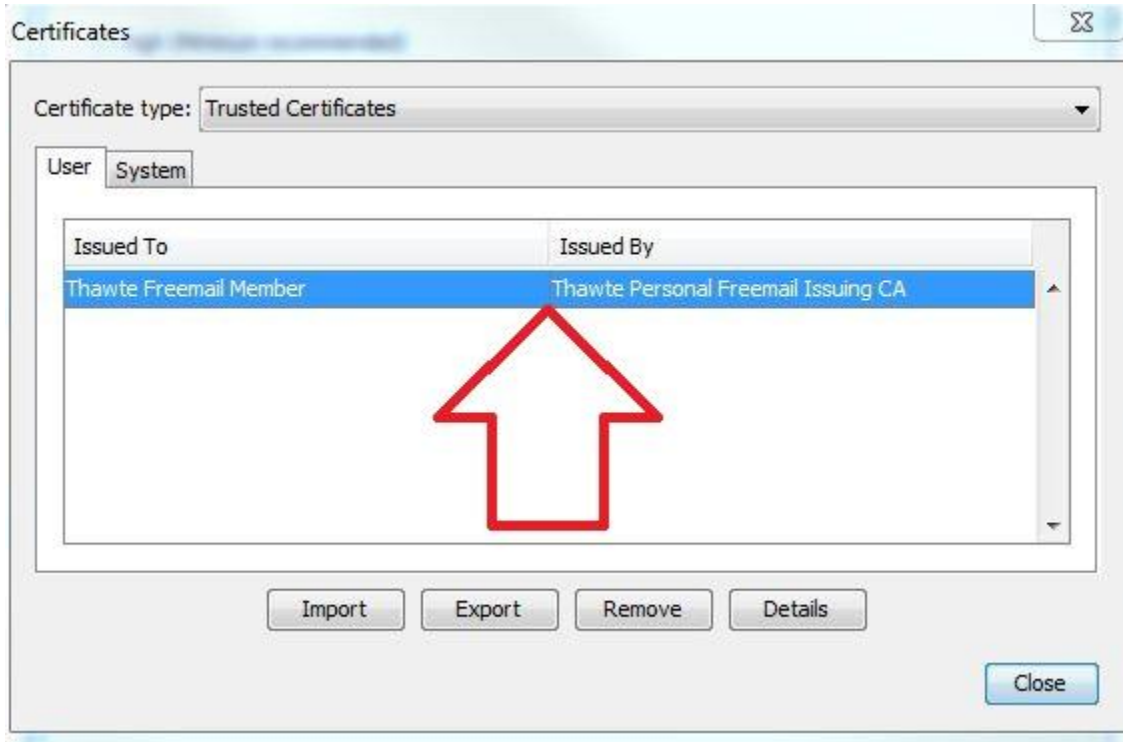 Certificates
Certificate type: Trusted Certificates
User System
Issued To Issued By
Thawte Freemail Member Thawte Personal Freemail Issuing CA
Import Export Remove Details
Close